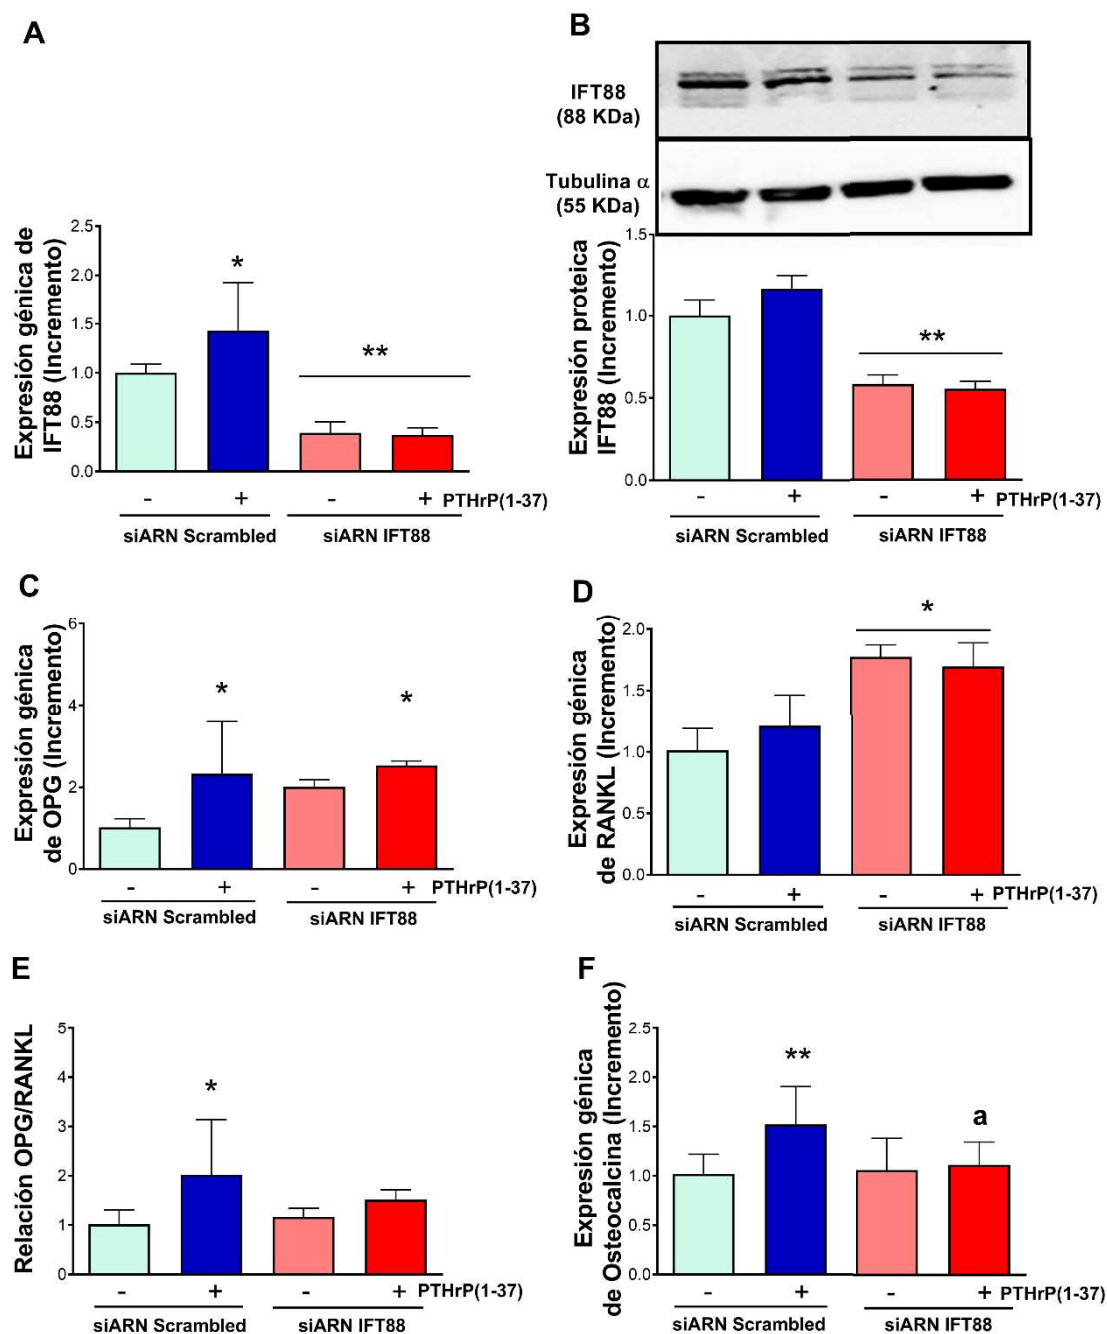 A
Expresión génica de
IFT88 (Incremento)
2.5
2.0
1.5
1.0
0.5
0.0
*
**
- + - + PTHrP(1-37)
siARN Scrambled siARN IFT88
B
IFT88
(88 KDa)
Tubulina α
(55 KDa)
Expresión proteica
IFT88 (Incremento)
1.5
1.0
0.5
0.0
**
- + - + PTHrP(1-37)
siARN Scrambled siARN IFT88
C
Expresión génica
de OPG (Incremento)
6
4
2
0
* *
- + - + PTHrP(1-37)
siARN Scrambled siARN IFT88
D
Expresión génica
de RANKL (Incremento)
2.0
1.5
1.0
0.5
0.0
*
- + - + PTHrP(1-37)
siARN Scrambled siARN IFT88
E
Relación OPG/RANKL
5
4
3
2
1
0
*
- + - + PTHrP(1-37)
siARN Scrambled siARN IFT88
F
Expresión génica
de Osteocalcina (Incremento)
2.5
2.0
1.5
1.0
0.5
0.0
**
a
- + - + PTHrP(1-37)
siARN Scrambled siARN IFT88